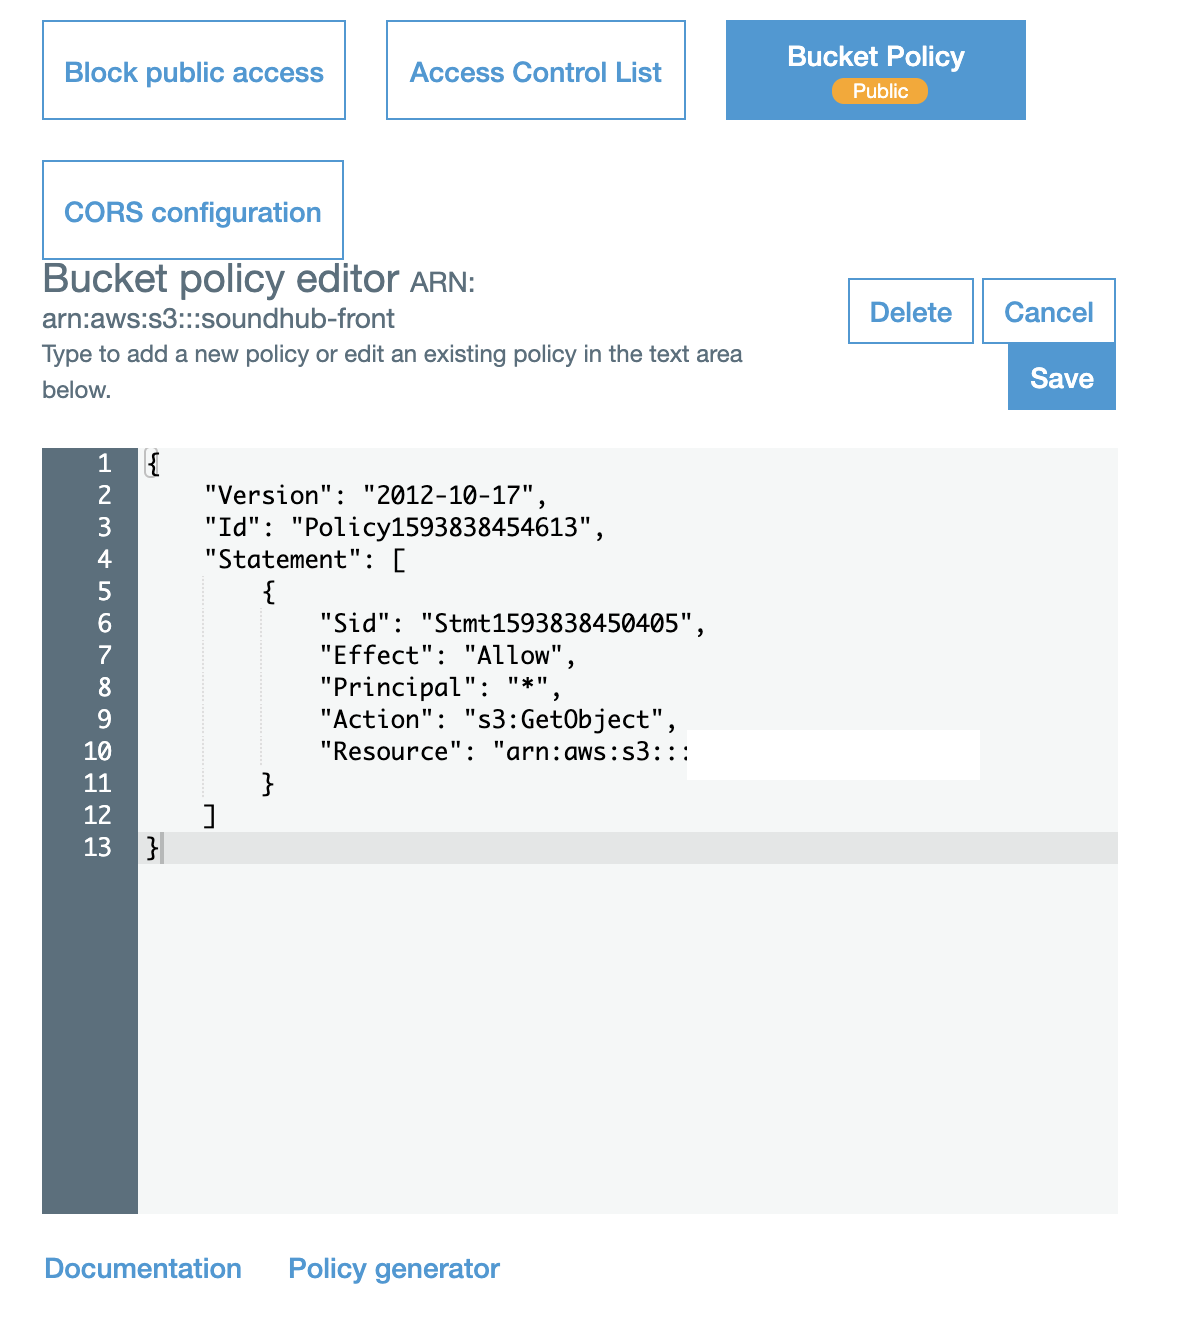 Block public access
Access Control List
Bucket Policy
Public
CORS configuration
Bucket policy editor ARN:
arn:aws:s3:::soundhub-front
Type to add a new policy or edit an existing policy in the text area
below.
Delete
Cancel
Save
1 {
2 "Version": "2012-10-17",
3 "Id": "Policy1593838454613",
4 "Statement": [
5 {
6 "Sid": "Stmt1593838450405",
7 "Effect": "Allow",
8 "Principal": "*",
9 "Action": "s3:GetObject",
10 "Resource": "arn:aws:s3:::
11 }
12 ]
13 }
Documentation
Policy generator